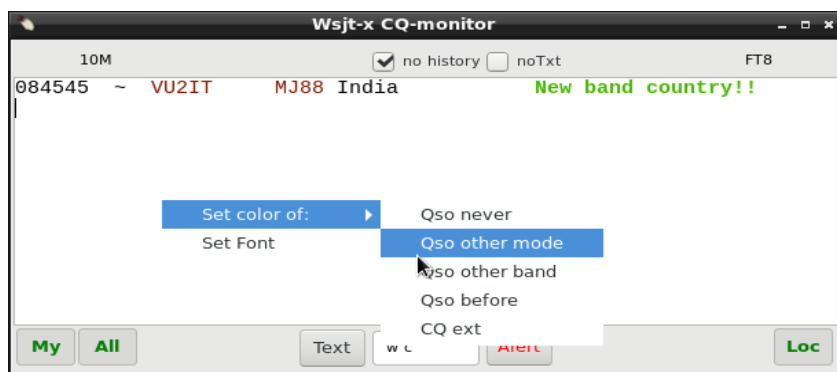 Wsjt-x CQ-monitor
10M no history noTxt FT8
084545 ~ VU2IT MJ88 India New band country!!
Set color of: Qso never
Set Font Qso other mode
Qso other band
Qso before
CQ ext
My All Text Alert Loc